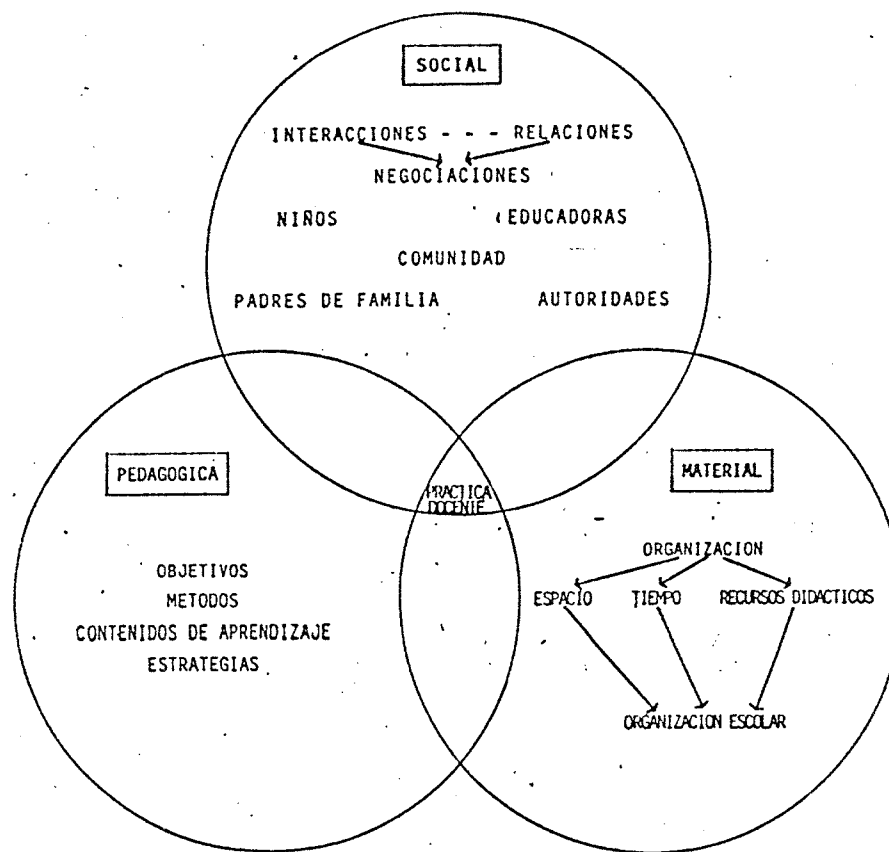 SOCIAL
INTERACCIONES - - - RELACIONES
NEGOCIACIONES
NIÑOS EDUCADORAS
COMUNIDAD
PADRES DE FAMILIA AUTORIDADES
PEDAGOGICA
OBJETIVOS
METODOS
CONTENIDOS DE APRENDIZAJE
ESTRATEGIAS
PRACTICA
DOCENTE
MATERIAL
ORGANIZACION
ESPACIO TIEMPO RECURSOS DIDACTICOS
ORGANIZACION ESCOLAR